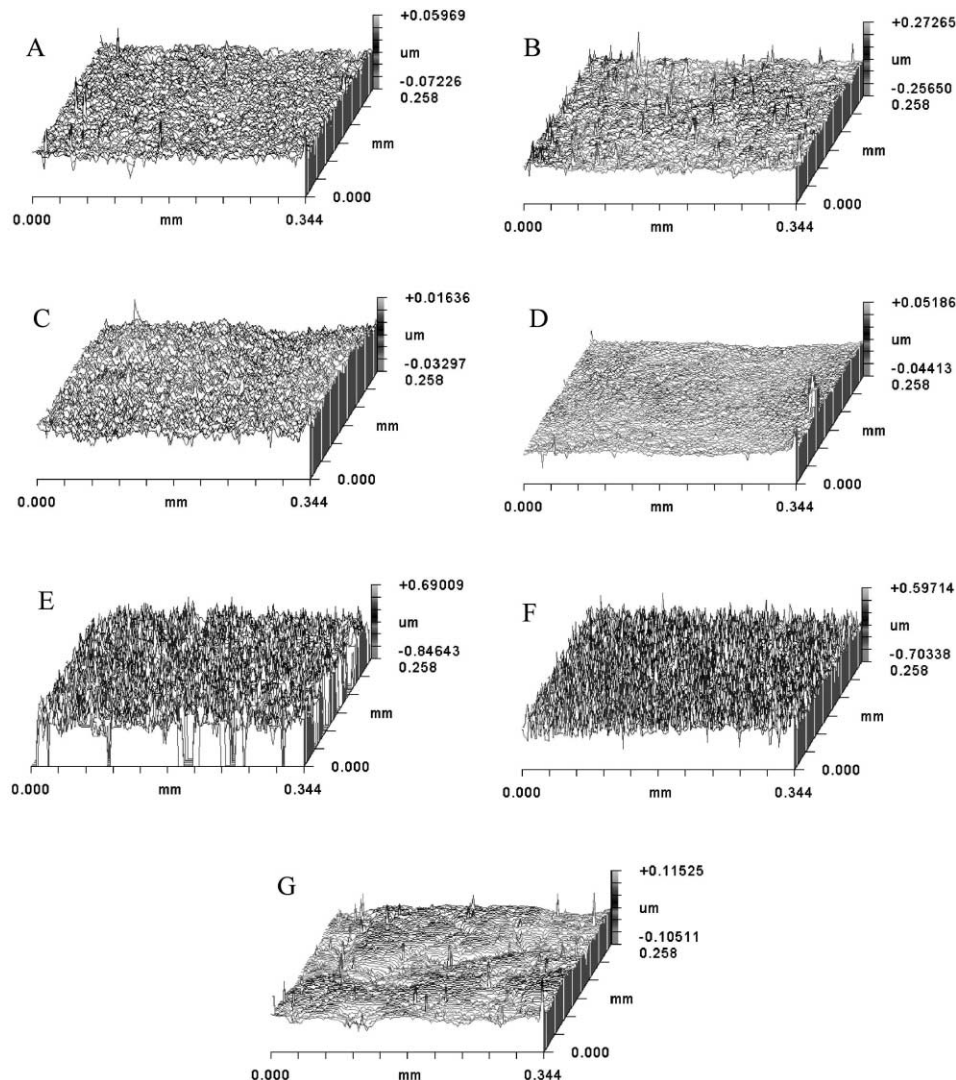 A
+0.05969
um
-0.07226
0.258
mm
0.000
0.000
mm
0.344
B
+0.27265
um
-0.25650
0.258
mm
0.000
0.000
mm
0.344
C
+0.01636
um
-0.03297
0.258
mm
0.000
0.000
mm
0.344
D
+0.05186
um
-0.04413
0.258
mm
0.000
0.000
mm
0.344
E
+0.69009
um
-0.84643
0.258
mm
0.000
0.000
mm
0.344
F
+0.59714
um
-0.70338
0.258
mm
0.000
0.000
mm
0.344
G
+0.11525
um
-0.10511
0.258
mm
0.000
0.000
mm
0.344